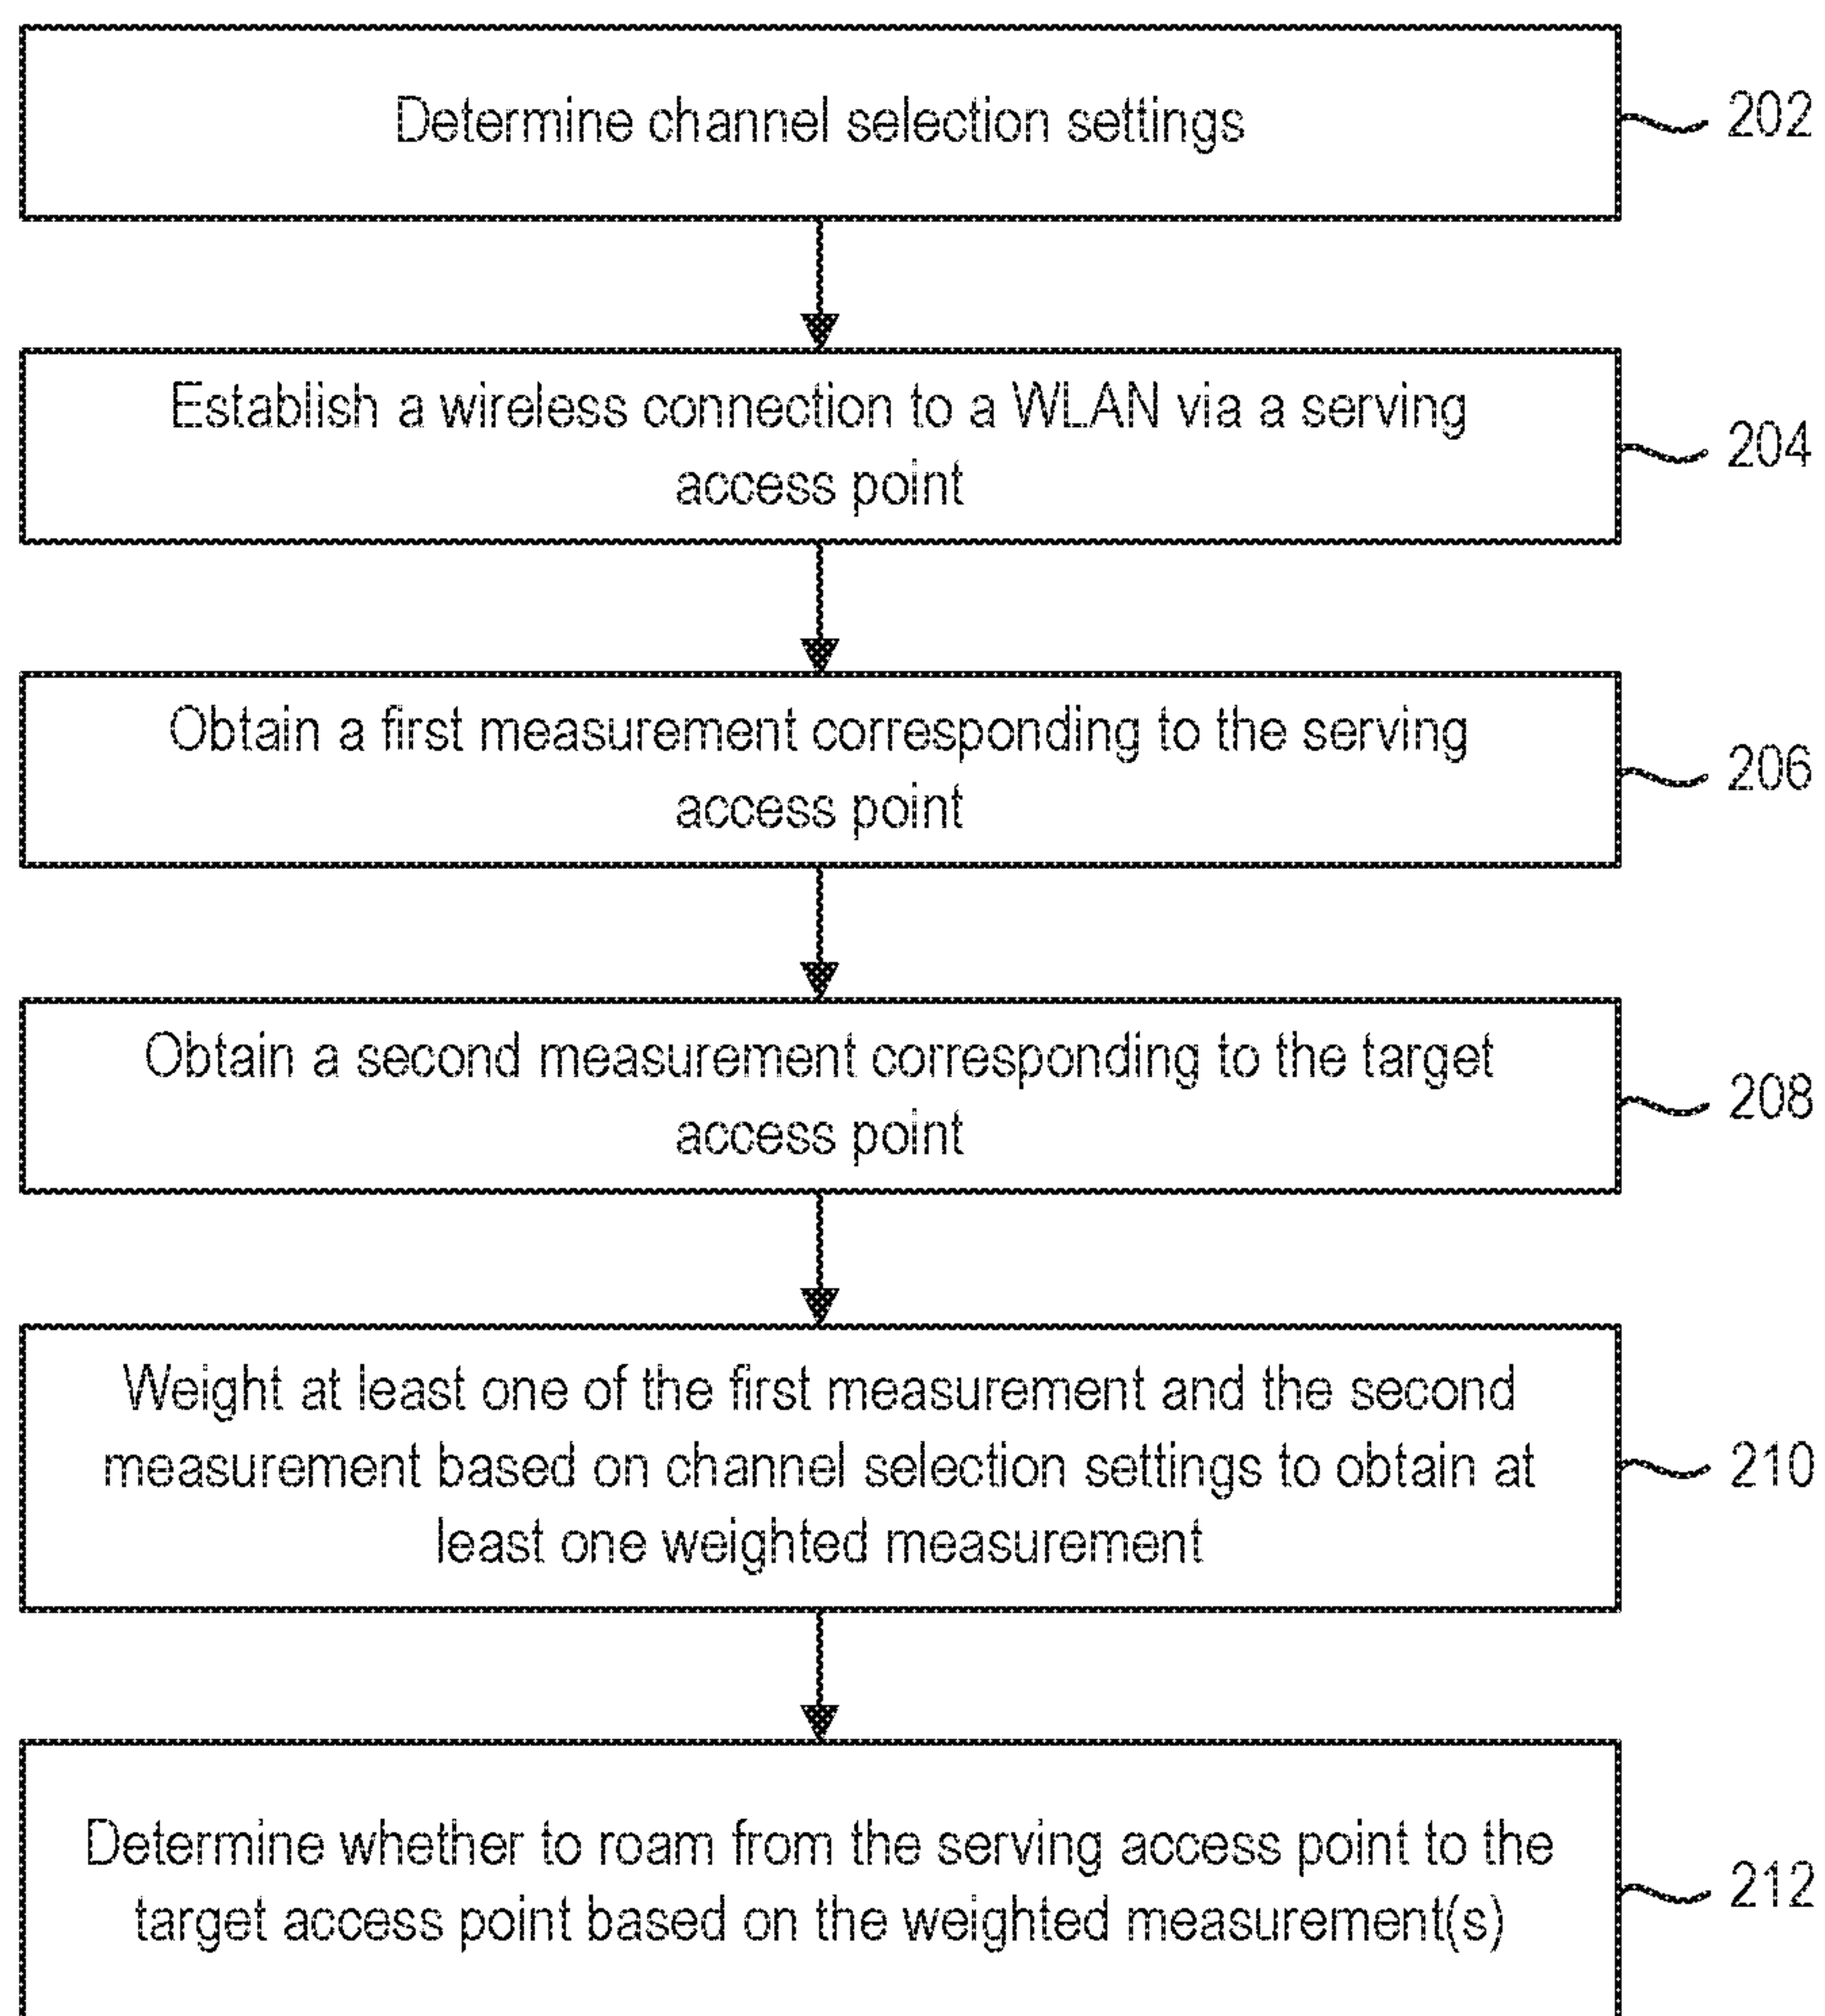 Determine channel selection settings
202
Establish a wireless connection to a WLAN via a serving
access point
204
Obtain a first measurement corresponding to the serving
access point
206
Obtain a second measurement corresponding to the target
access point
208
Weight at least one of the first measurement and the second
measurement based on channel selection settings to obtain at
least one weighted measurement
210
Determine whether to roam from the serving access point to the
target access point based on the weighted measurement(s)
212